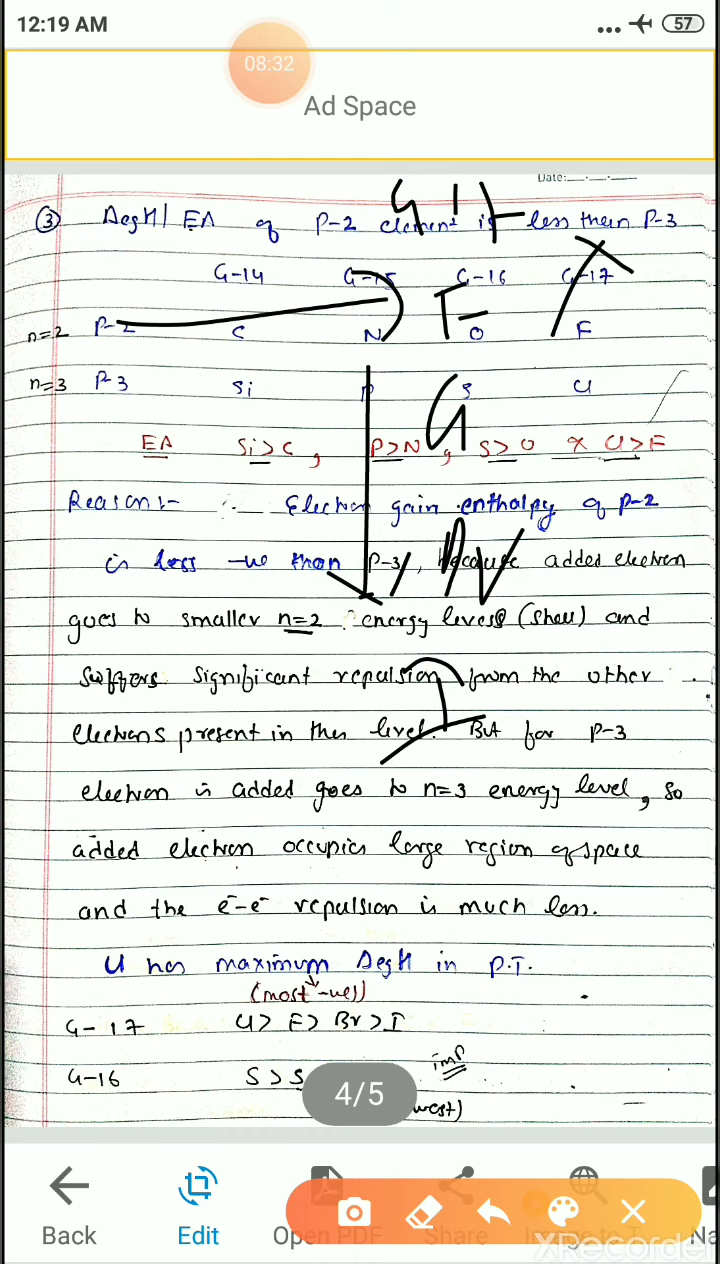 12:19 AM
57
08:32
Ad Space
Date:
③ ΔegH/ EA of P-2 element is less than P-3
G-14 G-15 G-16 G-17
n=2 P-2 C N O F
n=3 P-3 Si P S Cl
EA Si>C, P>N, S>O & Cl>F
Reason:- ∴ Electron gain enthalpy of P-2
is less -ve than P-3, because added electron
goes to smaller n=2 energy levels (shell) and
suffers significant repulsion from the other
electrons present in this level. But for P-3
electron is added goes to n=3 energy level, so
added electron occupies large region of space
and the e⁻-e⁻ repulsion is much less.
Cl has maximum ΔegH in P.T.
(most -ve)
G-17 Cl> F> Br>I
imp
G-16 S>S
4/5
west)
Back
Edit
Open PDF
Share
Image to T
Na
XRecorder